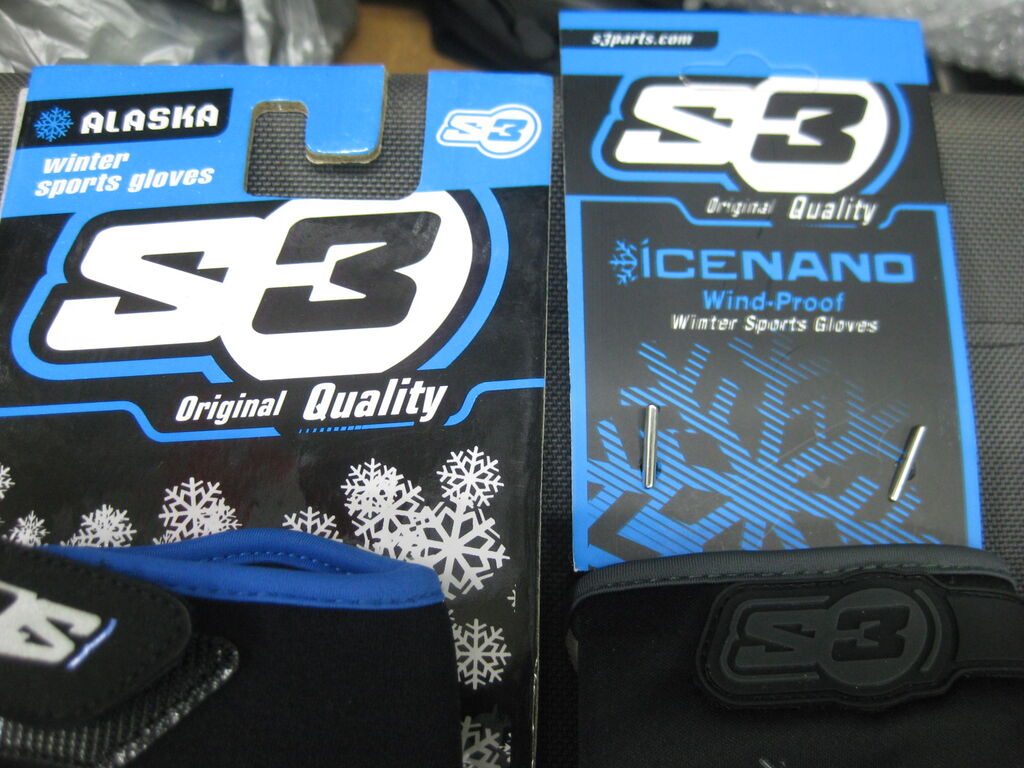 ALASKA
winter
sports gloves
S3
S3
Original Quality
s3parts.com
S3
Original Quality
ICENANO
Wind-Proof
Winter Sports Gloves
S3